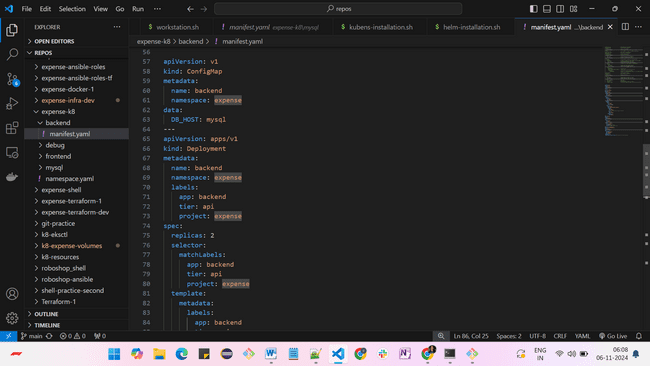 File Edit Selection View Go Run ··· repos
EXPLORER ···
workstation.sh manifest.yaml expense-k8\mysql kubens-installation.sh helm-installation.sh manifest.yaml ...\backend
expense-k8 > backend > manifest.yaml
OPEN EDITORS
REPOS
expense-ansible-roles
expense-ansible-roles-tf
expense-docker-1
expense-infra-dev
expense-k8
backend
manifest.yaml
debug
frontend
mysql
namespace.yaml
expense-shell
expense-terraform-1
expense-terraform-dev
git-practice
k8-eksctl
k8-expense-volumes
k8-resources
roboshop_shell
roboshop-ansible
shell-practice-second
Terraform-1
OUTLINE
TIMELINE
6
56
57 apiVersion: v1
58 kind: ConfigMap
59 metadata:
60 name: backend
61 namespace: expense
62 data:
63 DB_HOST: mysql
64 ---
65 apiVersion: apps/v1
66 kind: Deployment
67 metadata:
68 name: backend
69 namespace: expense
70 labels:
71 app: backend
72 tier: api
73 project: expense
74 spec:
75 replicas: 2
76 selector:
77 matchLabels:
78 app: backend
79 tier: api
80 project: expense
81 template:
82 metadata:
83 labels:
84 app: backend
main 0 0 0 Ln 86, Col 25 Spaces: 2 UTF-8 CRLF YAML Go Live
ENG
IN
06:08
06-11-2024